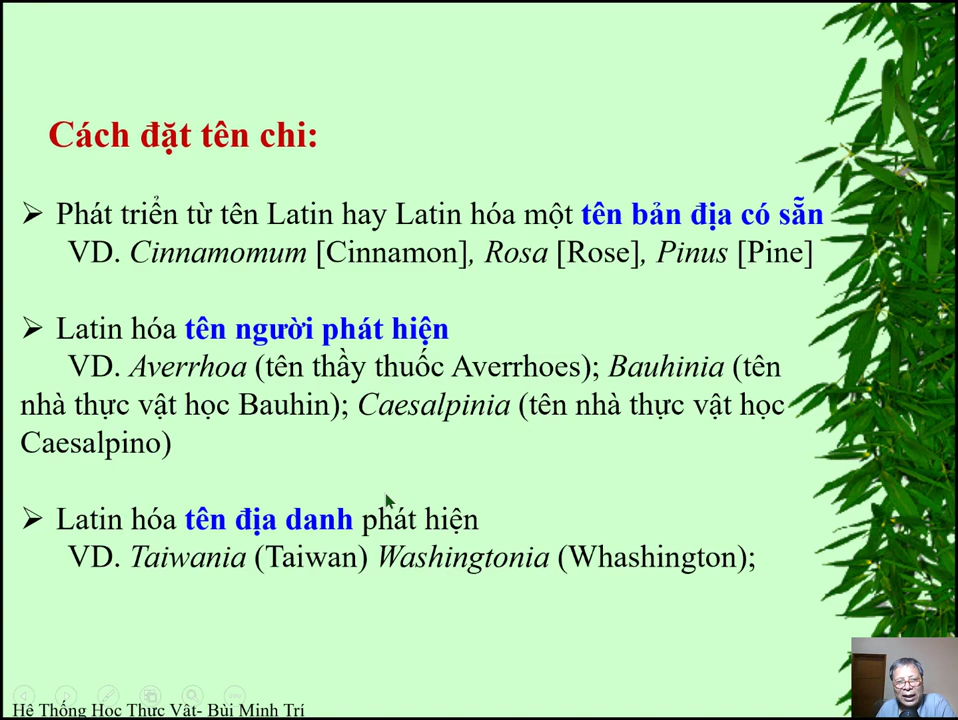 Cách đặt tên chi:
➢ Phát triển từ tên Latin hay Latin hóa một tên bản địa có sẵn
VD. Cinnamomum [Cinnamon], Rosa [Rose], Pinus [Pine]
➢ Latin hóa tên người phát hiện
VD. Averrhoa (tên thầy thuốc Averrhoes); Bauhinia (tên
nhà thực vật học Bauhin); Caesalpinia (tên nhà thực vật học
Caesalpino)
➢ Latin hóa tên địa danh phát hiện
VD. Taiwania (Taiwan) Washingtonia (Whashington);
Hệ Thống Học Thực Vật- Bùi Minh Trí